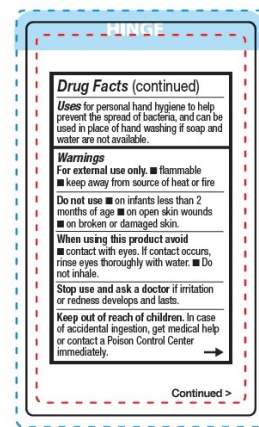 HINGE
Drug Facts (continued)
Uses for personal hand hygiene to help
prevent the spread of bacteria, and can be
used in place of hand washing if soap and
water are not available.
Warnings
For external use only. ■ flammable
■ keep away from source of heat or fire
Do not use ■ on infants less than 2
months of age ■ on open skin wounds
■ on broken or damaged skin.
When using this product avoid
■ contact with eyes. If contact occurs,
rinse eyes thoroughly with water. ■ Do
not inhale.
Stop use and ask a doctor if irritation
or redness develops and lasts.
Keep out of reach of children. In case
of accidental ingestion, get medical help
or contact a Poison Control Center
immediately.
Continued >